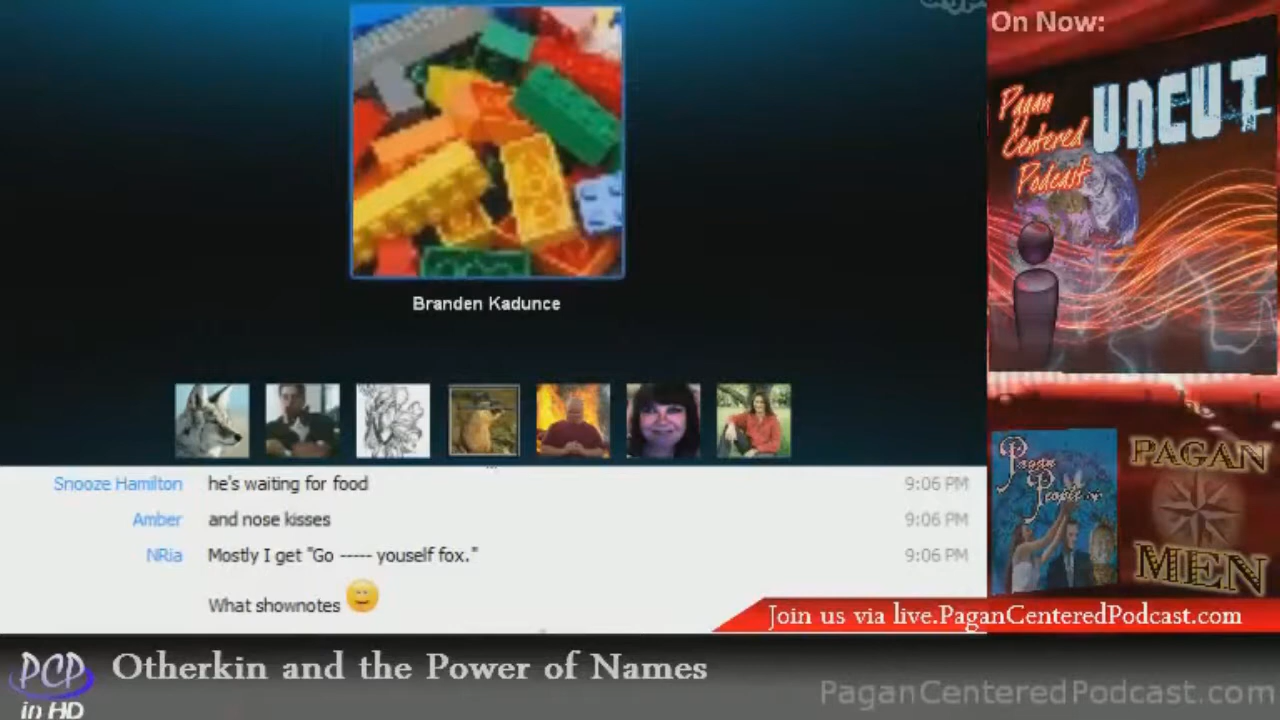 On Now:
Pagan
Centered
Podcast
UNCUT
Branden Kadunce
Snooze Hamilton he's waiting for food 9:06 PM
Amber and nose kisses 9:06 PM
NRia Mostly I get "Go ----- youself fox." 9:06 PM
What shownotes
Pagan
People
PAGAN
MEN
Join us via live.PaganCenteredPodcast.com
PCP
in HD
Otherkin and the Power of Names
PaganCenteredPodcast.com